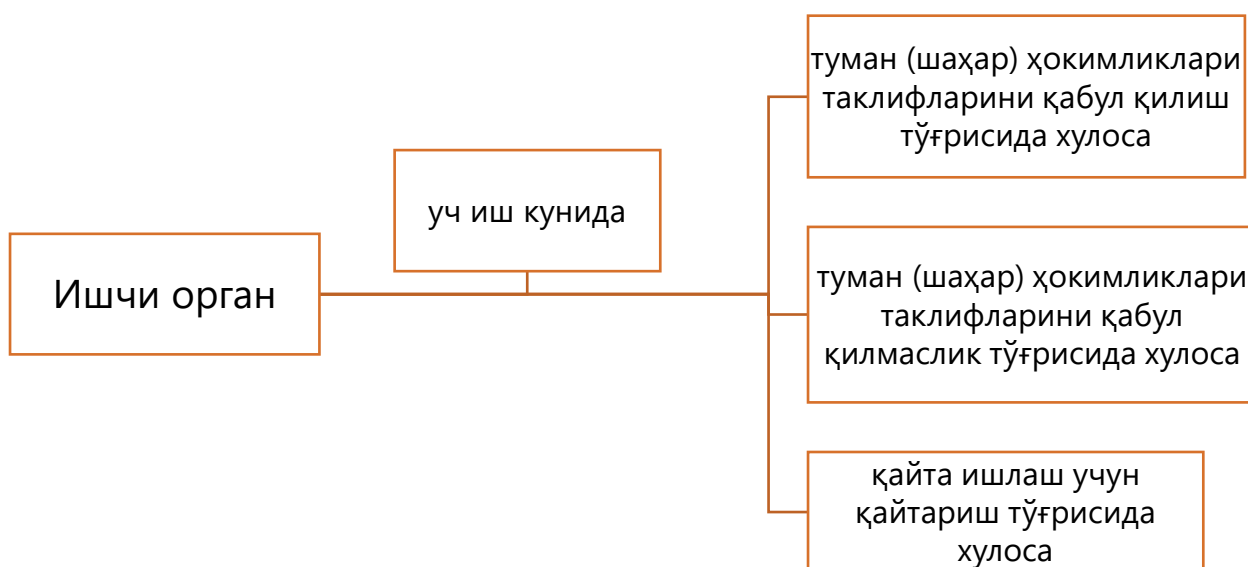 Ишчи орган
уч иш кунида
туман (шаҳар) ҳокимликлари
таклифларини қабул қилиш
тўғрисида хулоса
туман (шаҳар) ҳокимликлари
таклифларини қабул
қилмаслик тўғрисида хулоса
қайта ишлаш учун
қайтариш тўғрисида
хулоса